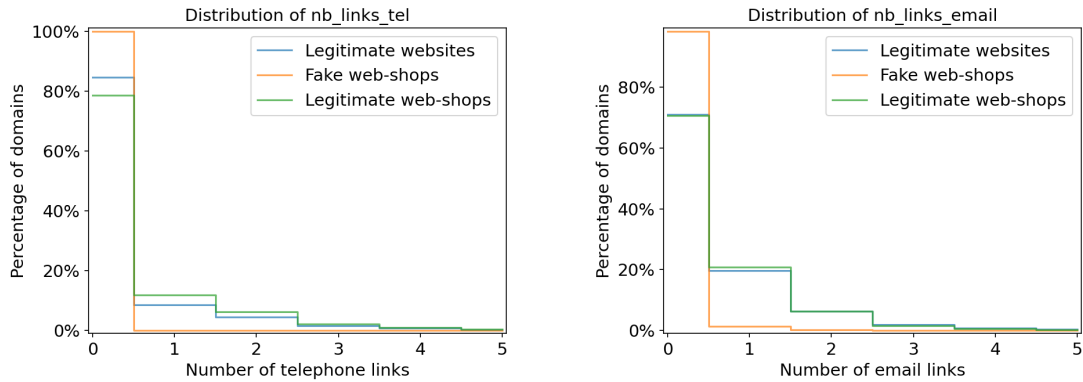 Distribution of nb_links_tel
100%
80%
60%
40%
20%
0%
Percentage of domains
Legitimate websites
Fake web-shops
Legitimate web-shops
0 1 2 3 4 5
Number of telephone links
Distribution of nb_links_email
80%
60%
40%
20%
0%
Percentage of domains
Legitimate websites
Fake web-shops
Legitimate web-shops
0 1 2 3 4 5
Number of email links